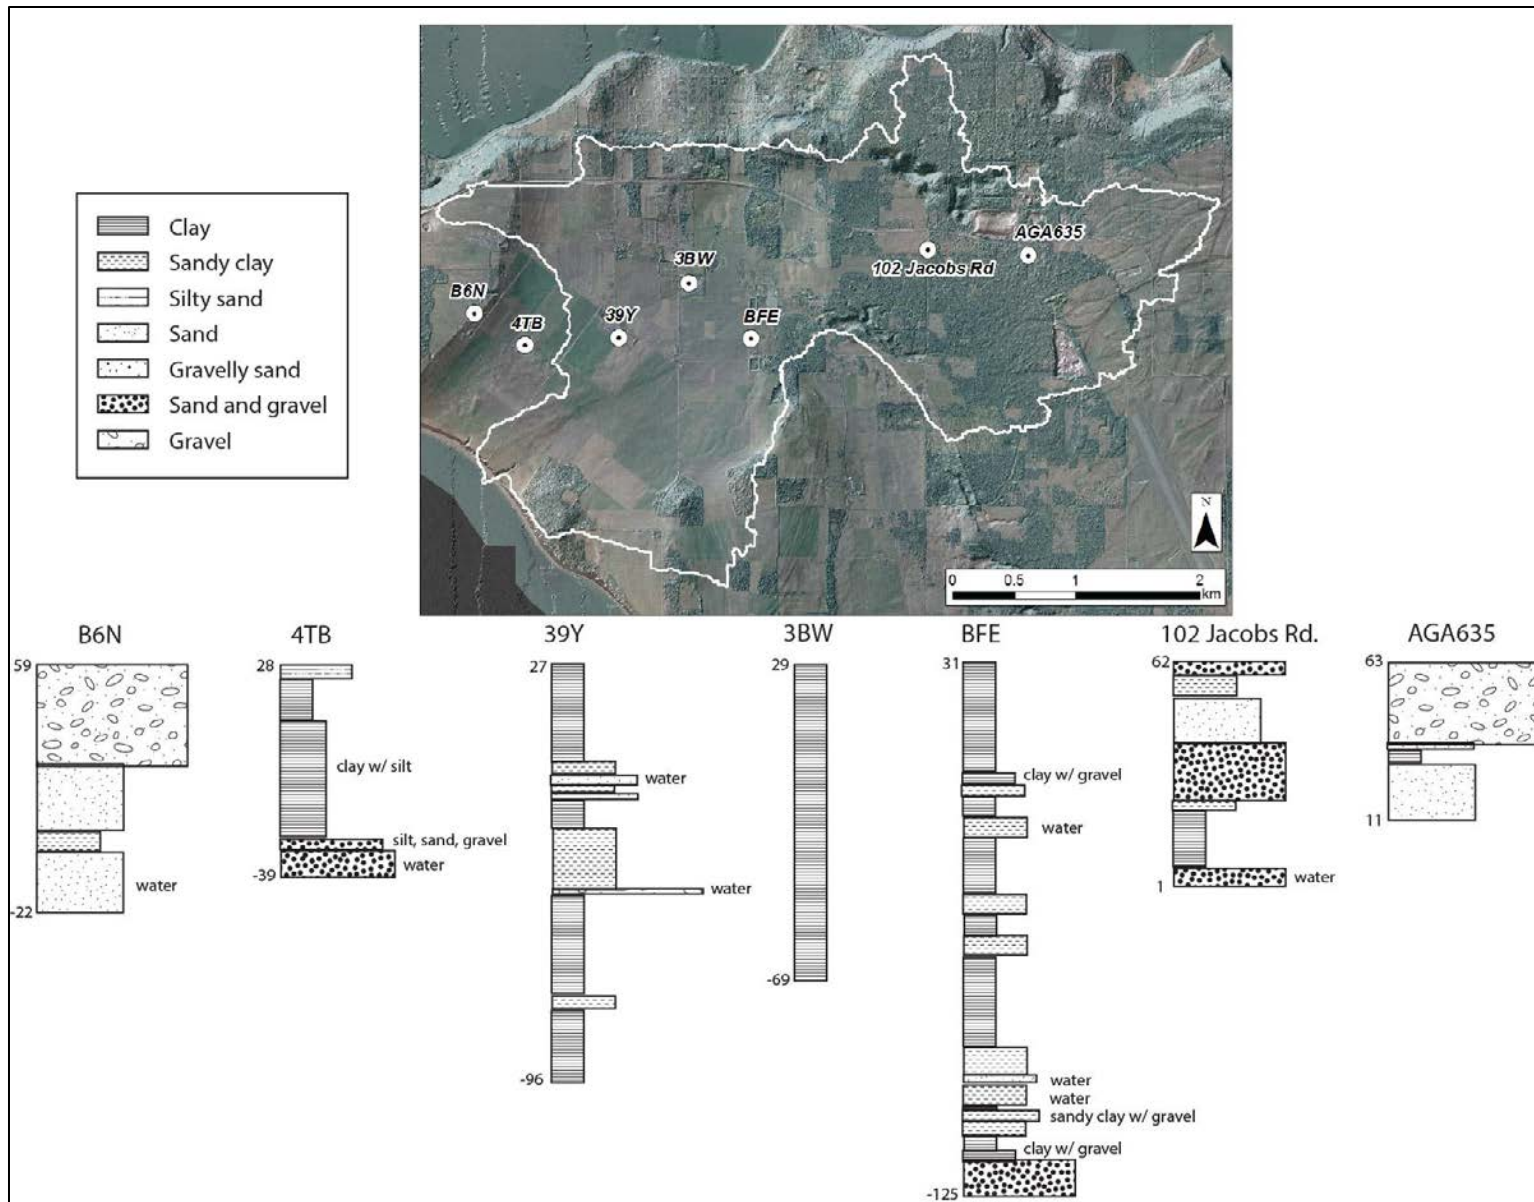 Clay
Sandy clay
Silty sand
Sand
Gravelly sand
Sand and gravel
Gravel
B6N
4TB
39Y
3BW
BFE
102 Jacobs Rd
AGA635
N
0 0.5 1 2
km
B6N
59
water
-22
4TB
28
clay w/ silt
silt, sand, gravel
water
-39
39Y
27
water
water
-96
3BW
29
-69
BFE
31
clay w/ gravel
water
water
water
sandy clay w/ gravel
clay w/ gravel
-125
102 Jacobs Rd.
62
water
1
AGA635
63
11